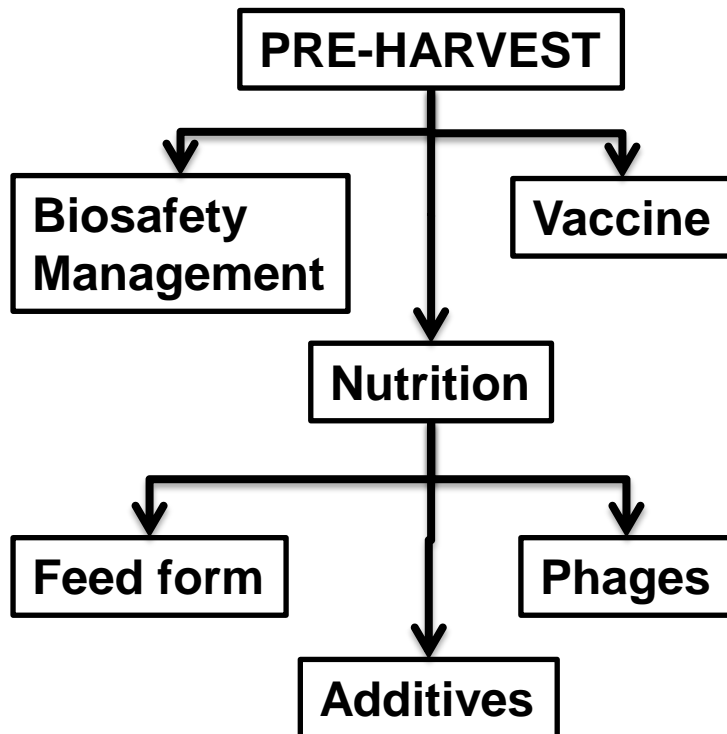 PRE-HARVEST
Biosafety
Management
Vaccine
Nutrition
Feed form
Phages
Additives